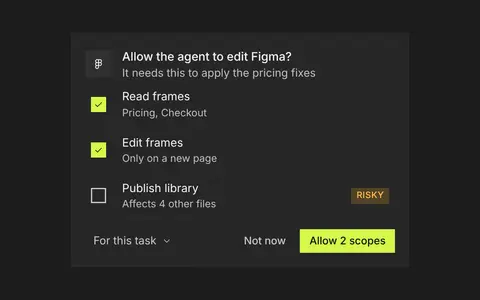 Allow the agent to edit Figma?
It needs this to apply the pricing fixes
Read frames
Pricing, Checkout
Edit frames
Only on a new page
Publish library
Affects 4 other files
RISKY
For this task
Not now
Allow 2 scopes